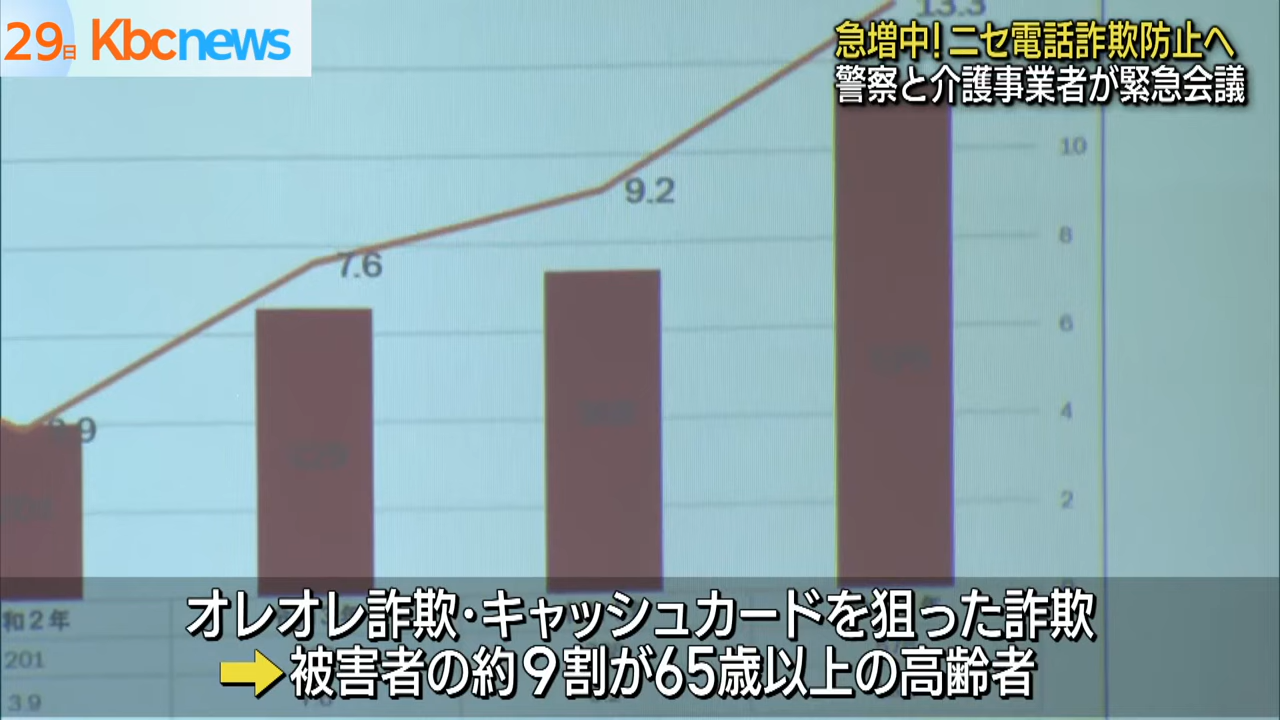 29日 Kbcnews
急増中!ニセ電話詐欺防止へ
警察と介護事業者が緊急会議
13.3
10
9.2
8
7.6
6
4
2
和2年
年
201
3.9
オレオレ詐欺・キャッシュカードを狙った詐欺
➡被害者の約9割が65歳以上の高齢者